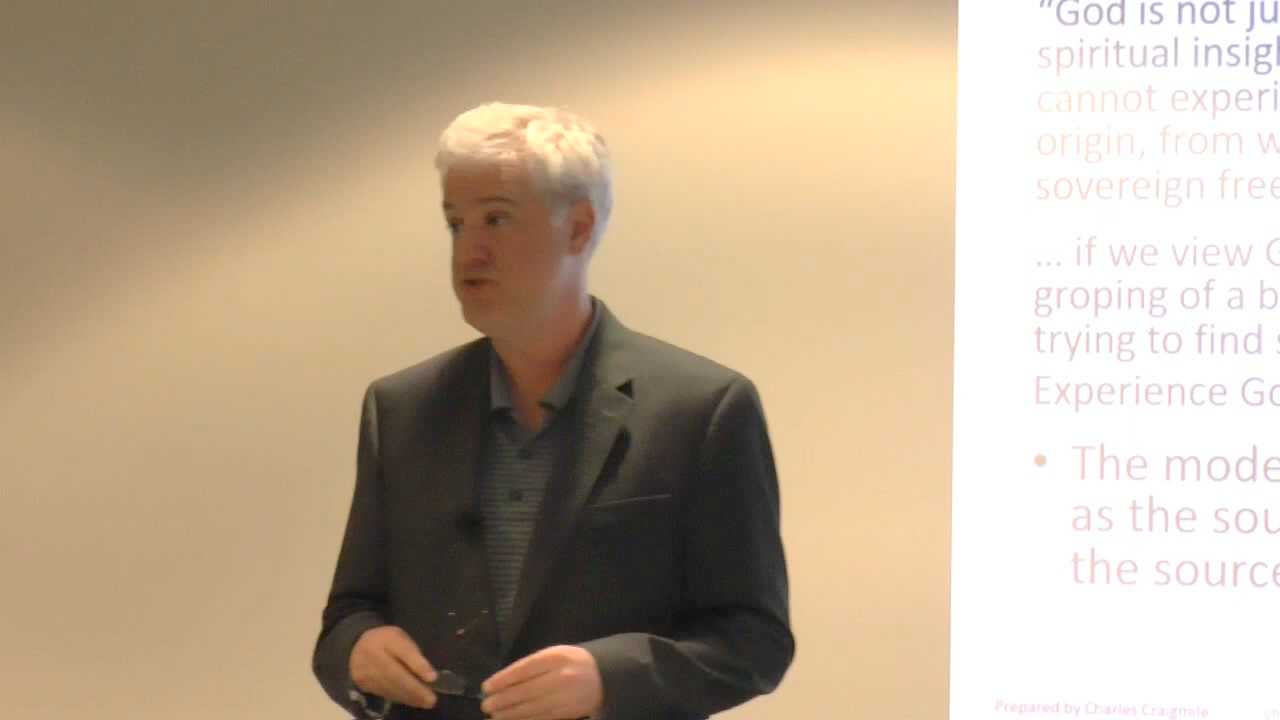 “God is not ju
spiritual insigh
cannot experi
origin, from w
sovereign free
... if we view G
groping of a b
trying to find s
Experience Go
• The mode
as the sou
the source
Prepared by Charles Craigmile
ch